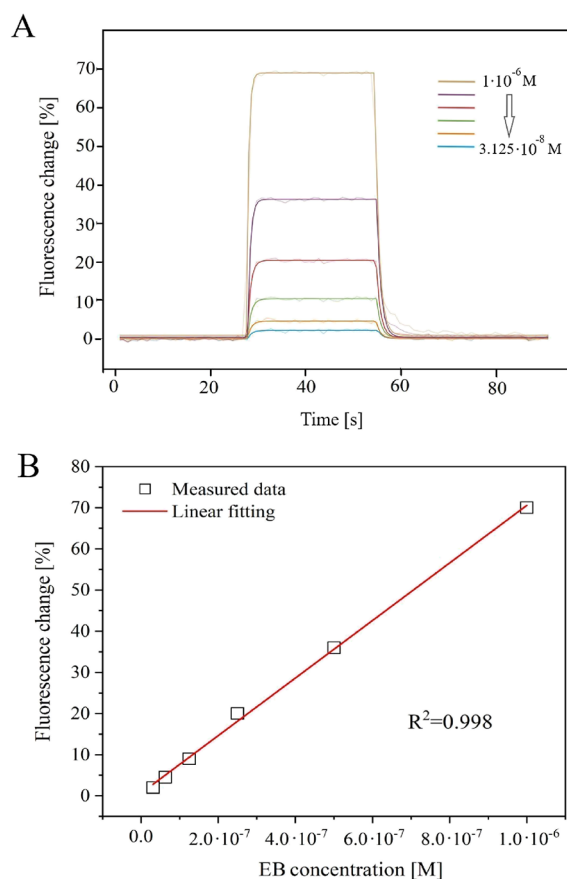 A
Fluorescence change [%]
70
60
50
40
30
20
10
0
1·10⁻⁶ M
3.125·10⁻⁸ M
0
20
40
60
80
Time [s]
B
Fluorescence change [%]
80
70
60
50
40
30
20
10
0
Measured data
Linear fitting
R²=0.998
0.0
2.0·10⁻⁷
4.0·10⁻⁷
6.0·10⁻⁷
8.0·10⁻⁷
1.0·10⁻⁶
EB concentration [M]